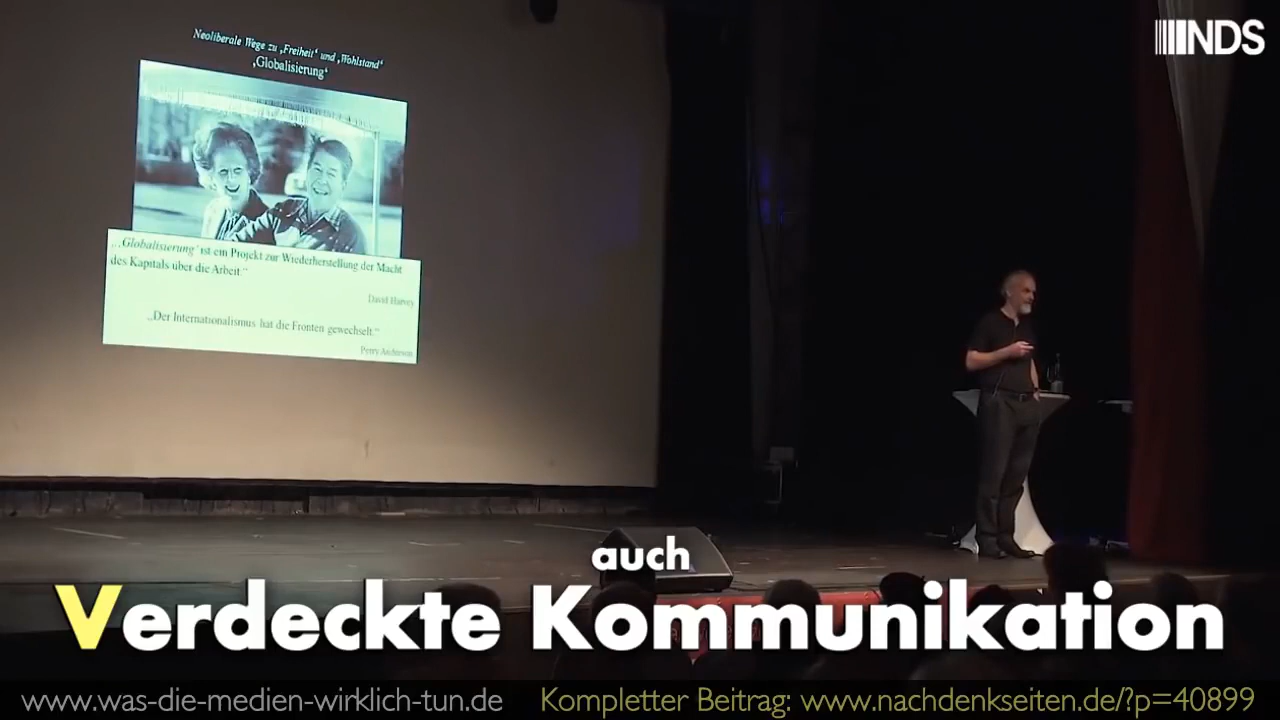 NDS
Neoliberale Wege zu ‚Freiheit‘ und ‚Wohlstand‘
‚Globalisierung‘
„‚Globalisierung‘ ist ein Projekt zur Wiederherstellung der Macht
des Kapitals über die Arbeit.“
David Harvey
„Der Internationalismus hat die Fronten gewechselt.“
Perry Anderson
auch
Verdeckte Kommunikation
www.was-die-medien-wirklich-tun.de Kompletter Beitrag: www.nachdenkseiten.de/?p=40899